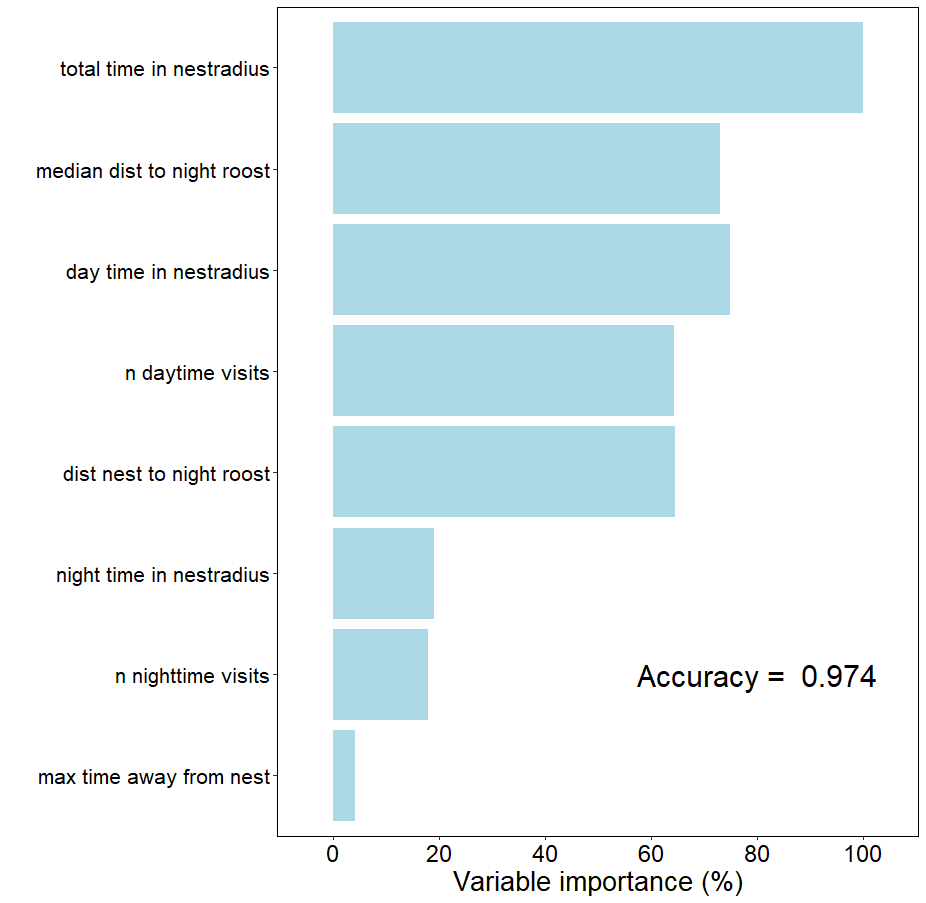 total time in nestradius
median dist to night roost
day time in nestradius
n daytime visits
dist nest to night roost
night time in nestradius
n nighttime visits
Accuracy = 0.974
max time away from nest
0 20 40 60 80 100
Variable importance (%)